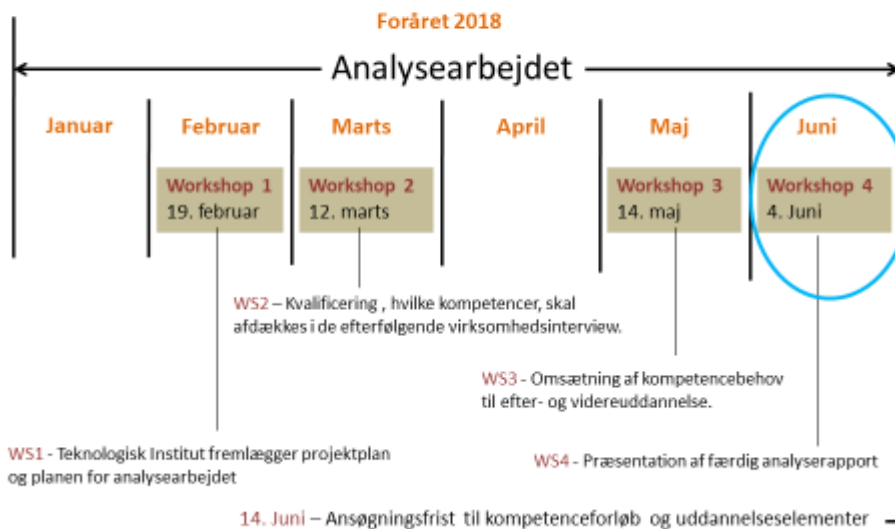 Foråret 2018
Analysearbejdet
Januar
Februar
Marts
April
Maj
Juni
Workshop 1
19. februar
Workshop 2
12. marts
Workshop 3
14. maj
Workshop 4
4. Juni
WS2 – Kvalificering , hvilke kompetencer, skal
afdækkes i de efterfølgende virksomhedsinterview.
WS3 - Omsætning af kompetencebehov
til efter- og videreuddannelse.
WS1 - Teknologisk Institut fremlægger projektplan
og planen for analysearbejdet
WS4 - Præsentation af færdig analyserapport
14. Juni – Ansøgningsfrist til kompetenceforløb og uddannelseselementer